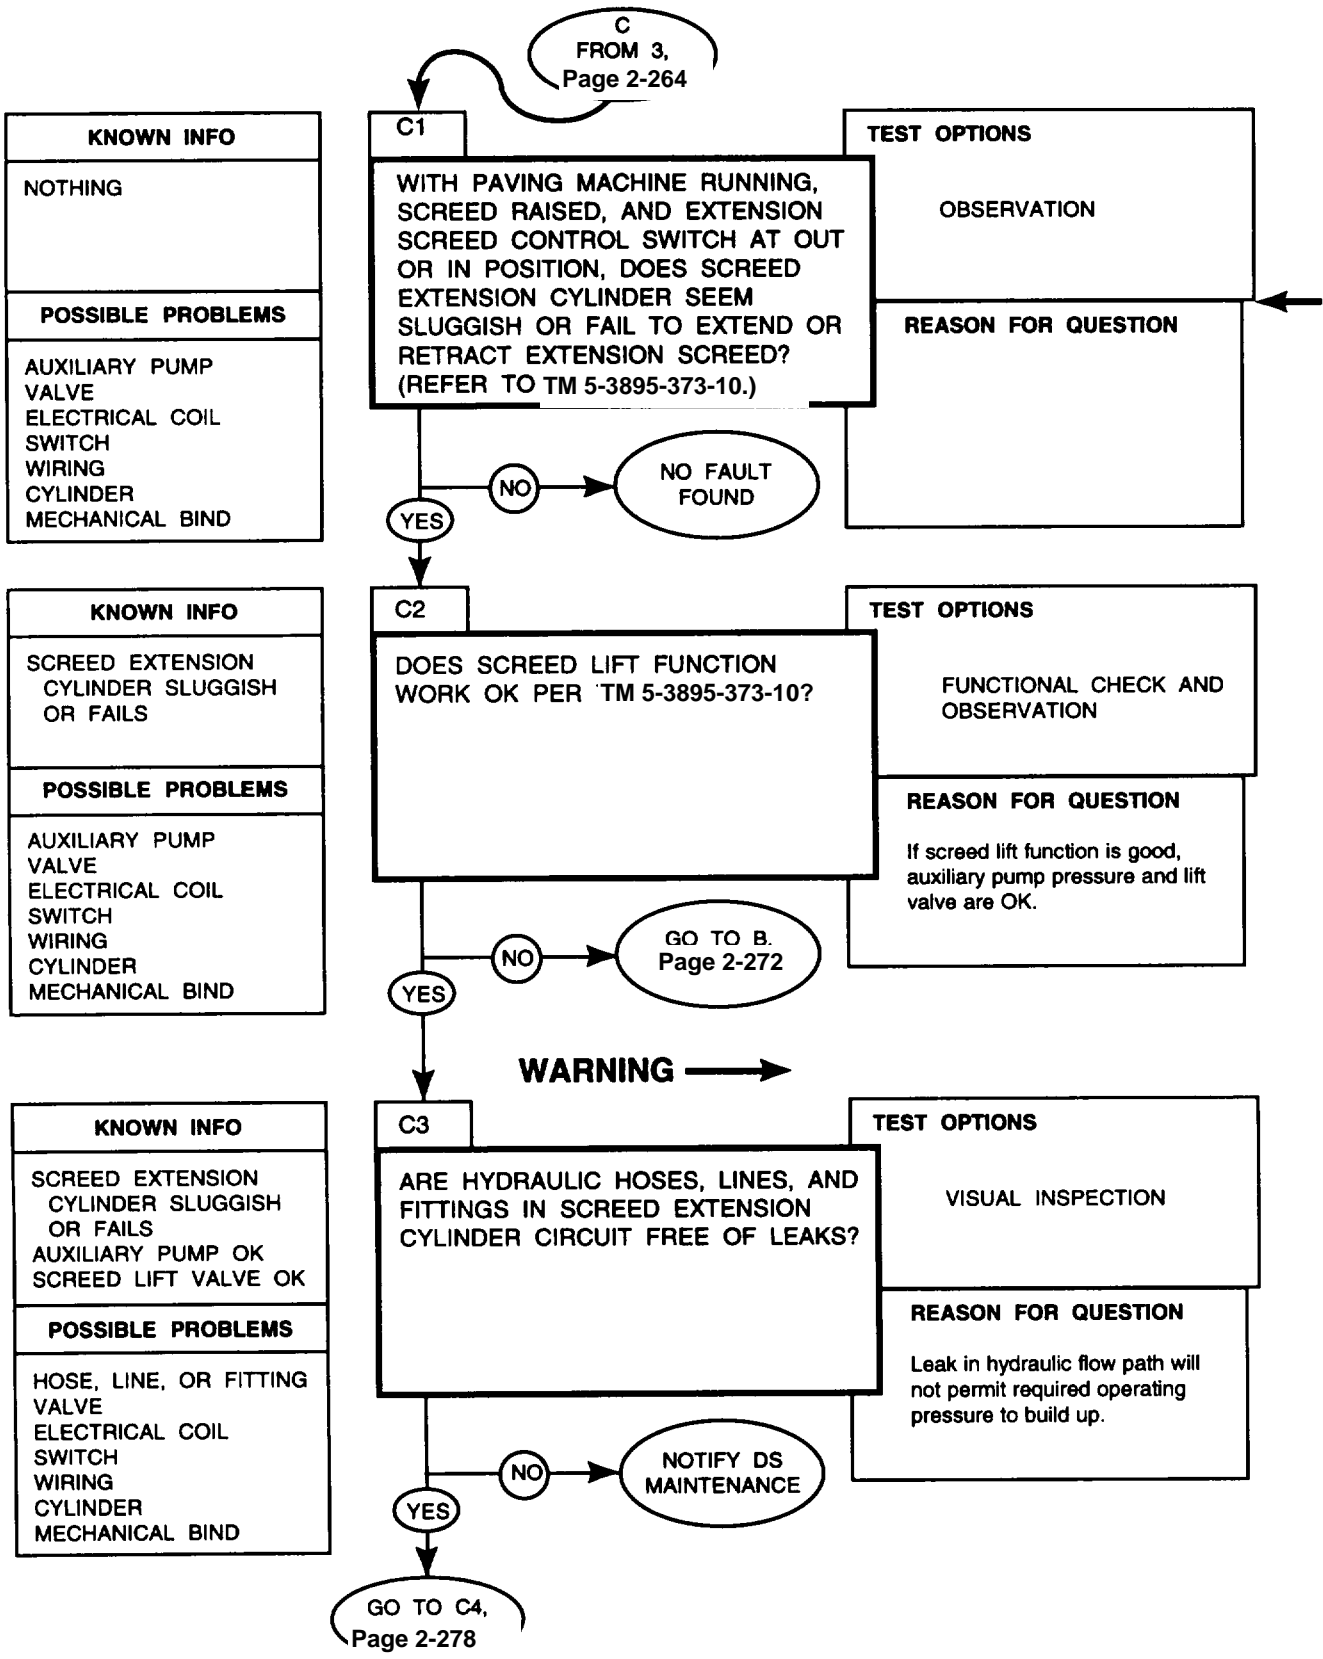 C
FROM 3,
Page 2-264
KNOWN INFO
NOTHING
POSSIBLE PROBLEMS
AUXILIARY PUMP
VALVE
ELECTRICAL COIL
SWITCH
WIRING
CYLINDER
MECHANICAL BIND
C1
WITH PAVING MACHINE RUNNING,
SCREED RAISED, AND EXTENSION
SCREED CONTROL SWITCH AT OUT
OR IN POSITION, DOES SCREED
EXTENSION CYLINDER SEEM
SLUGGISH OR FAIL TO EXTEND OR
RETRACT EXTENSION SCREED?
(REFER TO TM 5-3895-373-10.)
TEST OPTIONS
OBSERVATION
REASON FOR QUESTION
NO
NO FAULT
FOUND
YES
KNOWN INFO
SCREED EXTENSION
CYLINDER SLUGGISH
OR FAILS
POSSIBLE PROBLEMS
AUXILIARY PUMP
VALVE
ELECTRICAL COIL
SWITCH
WIRING
CYLINDER
MECHANICAL BIND
C2
DOES SCREED LIFT FUNCTION
WORK OK PER TM 5-3895-373-10?
TEST OPTIONS
FUNCTIONAL CHECK AND
OBSERVATION
REASON FOR QUESTION
If screed lift function is good,
auxiliary pump pressure and lift
valve are OK.
NO
GO TO B.
Page 2-272
YES
WARNING
KNOWN INFO
SCREED EXTENSION
CYLINDER SLUGGISH
OR FAILS
AUXILIARY PUMP OK
SCREED LIFT VALVE OK
POSSIBLE PROBLEMS
HOSE, LINE, OR FITTING
VALVE
ELECTRICAL COIL
SWITCH
WIRING
CYLINDER
MECHANICAL BIND
C3
ARE HYDRAULIC HOSES, LINES, AND
FITTINGS IN SCREED EXTENSION
CYLINDER CIRCUIT FREE OF LEAKS?
TEST OPTIONS
VISUAL INSPECTION
REASON FOR QUESTION
Leak in hydraulic flow path will
not permit required operating
pressure to build up.
NO
NOTIFY DS
MAINTENANCE
YES
GO TO C4,
Page 2-278